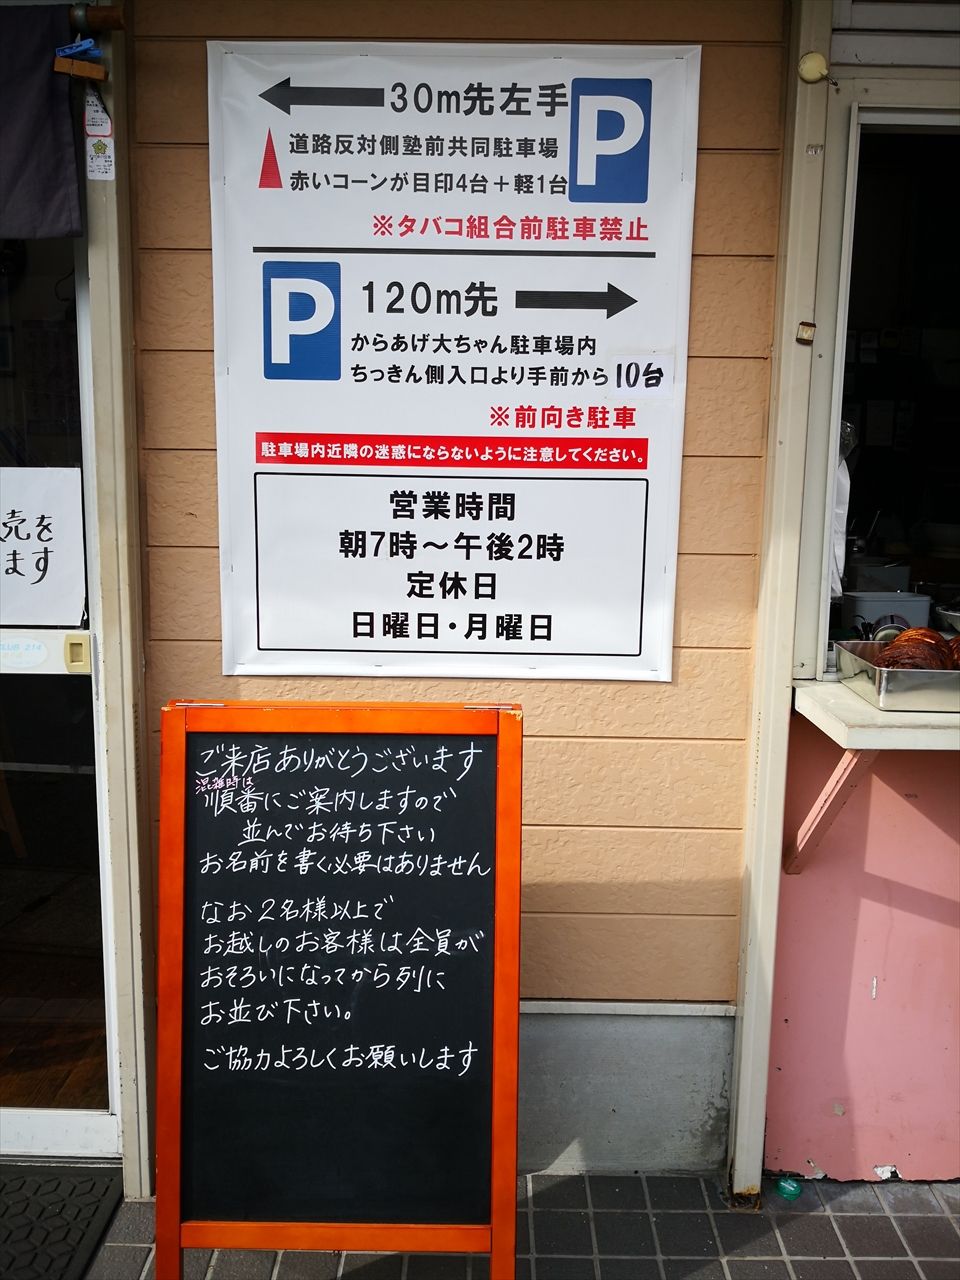 30m先左手
P
道路反対側塾前共同駐車場
赤いコーンが目印4台＋軽1台
※タバコ組合前駐車禁止
P
120m先
からあげ大ちゃん駐車場内
ちっきん側入口より手前から10台
※前向き駐車
駐車場内近隣の迷惑にならないように注意してください。
営業時間
朝7時～午後2時
定休日
日曜日・月曜日
売を
ます
ご来店ありがとうございます
混雑時は
順番にご案内しますので
並んでお待ち下さい
お名前を書く必要はありません
なお2名様以上で
お越しのお客様は全員が
おそろいになってから列に
お並び下さい。
ご協力よろしくお願いします